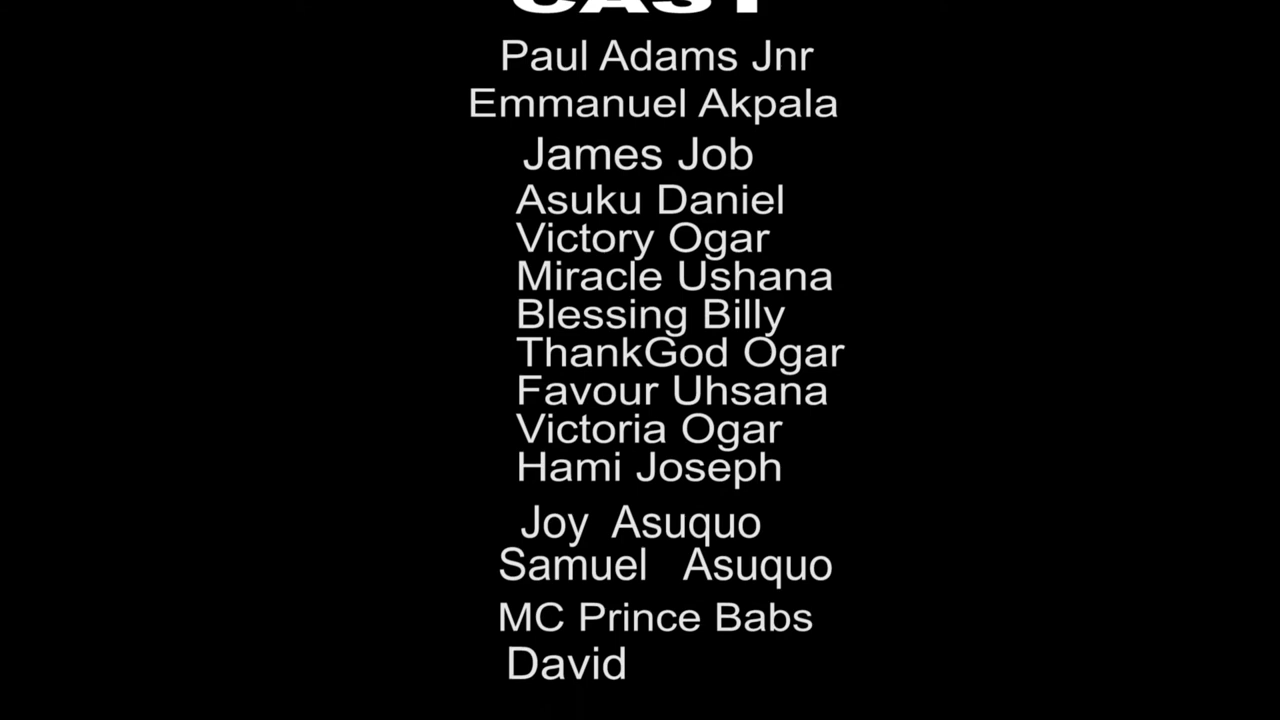 CAST
Paul Adams Jnr
Emmanuel Akpala
James Job
Asuku Daniel
Victory Ogar
Miracle Ushana
Blessing Billy
ThankGod Ogar
Favour Uhsana
Victoria Ogar
Hami Joseph
Joy Asuquo
Samuel Asuquo
MC Prince Babs
David